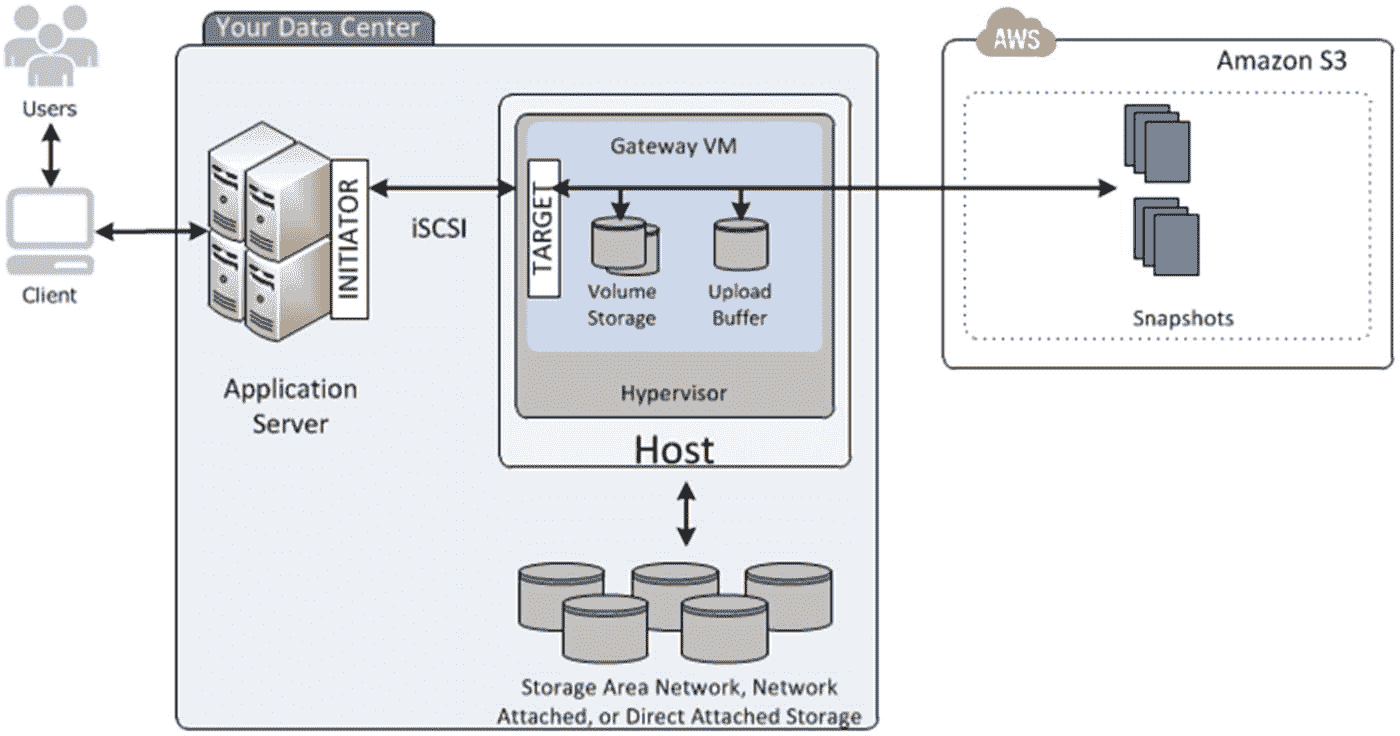 Your Data Center
AWS
Amazon S3
Users
Gateway VM
INITIATOR
TARGET
iSCSI
Client
Volume
Storage
Upload
Buffer
Snapshots
Application
Server
Hypervisor
Host
Storage Area Network, Network
Attached, or Direct Attached Storage